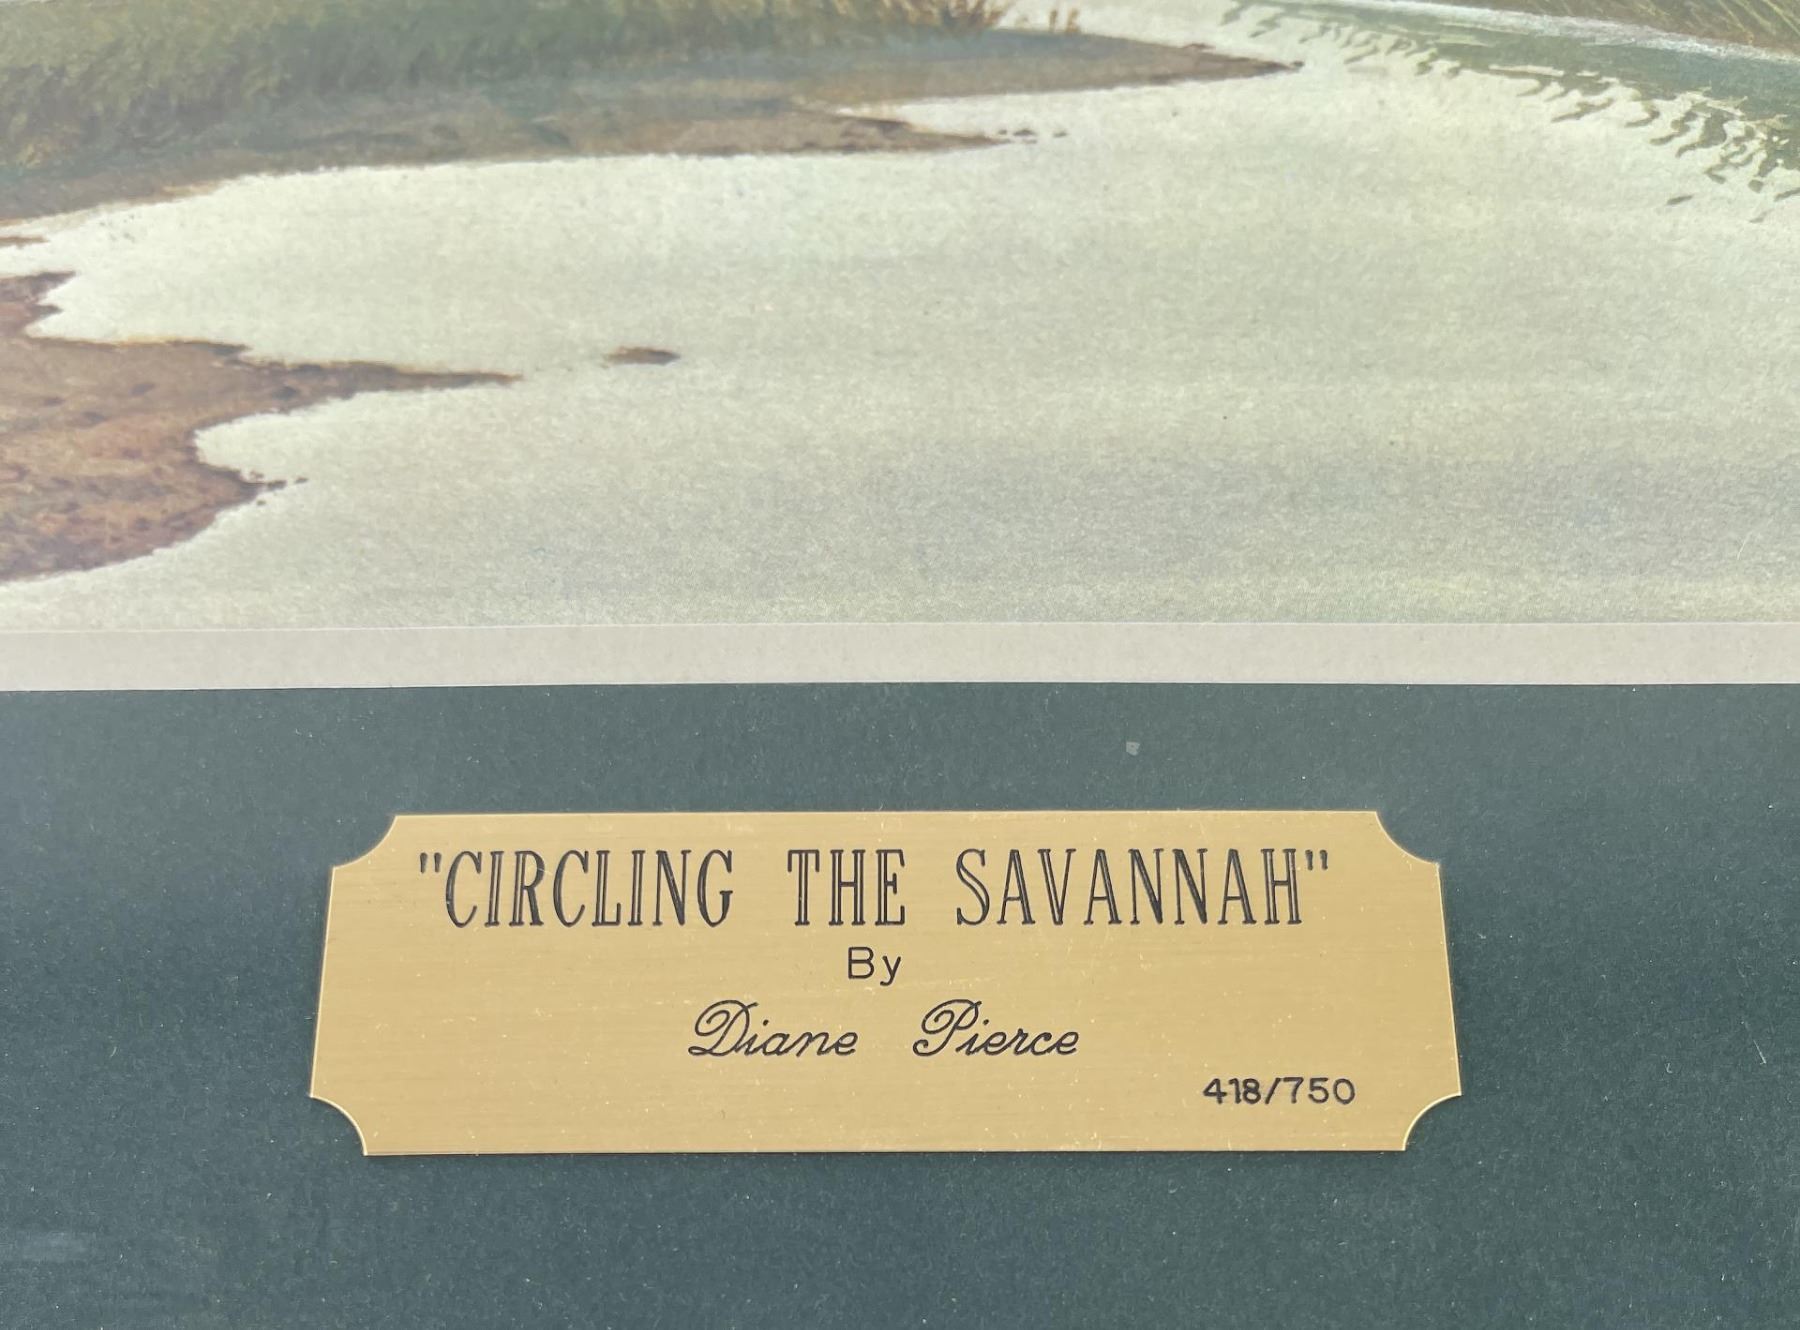 "CIRCLING THE SAVANNAH"
By
Diane Pierce
418/750